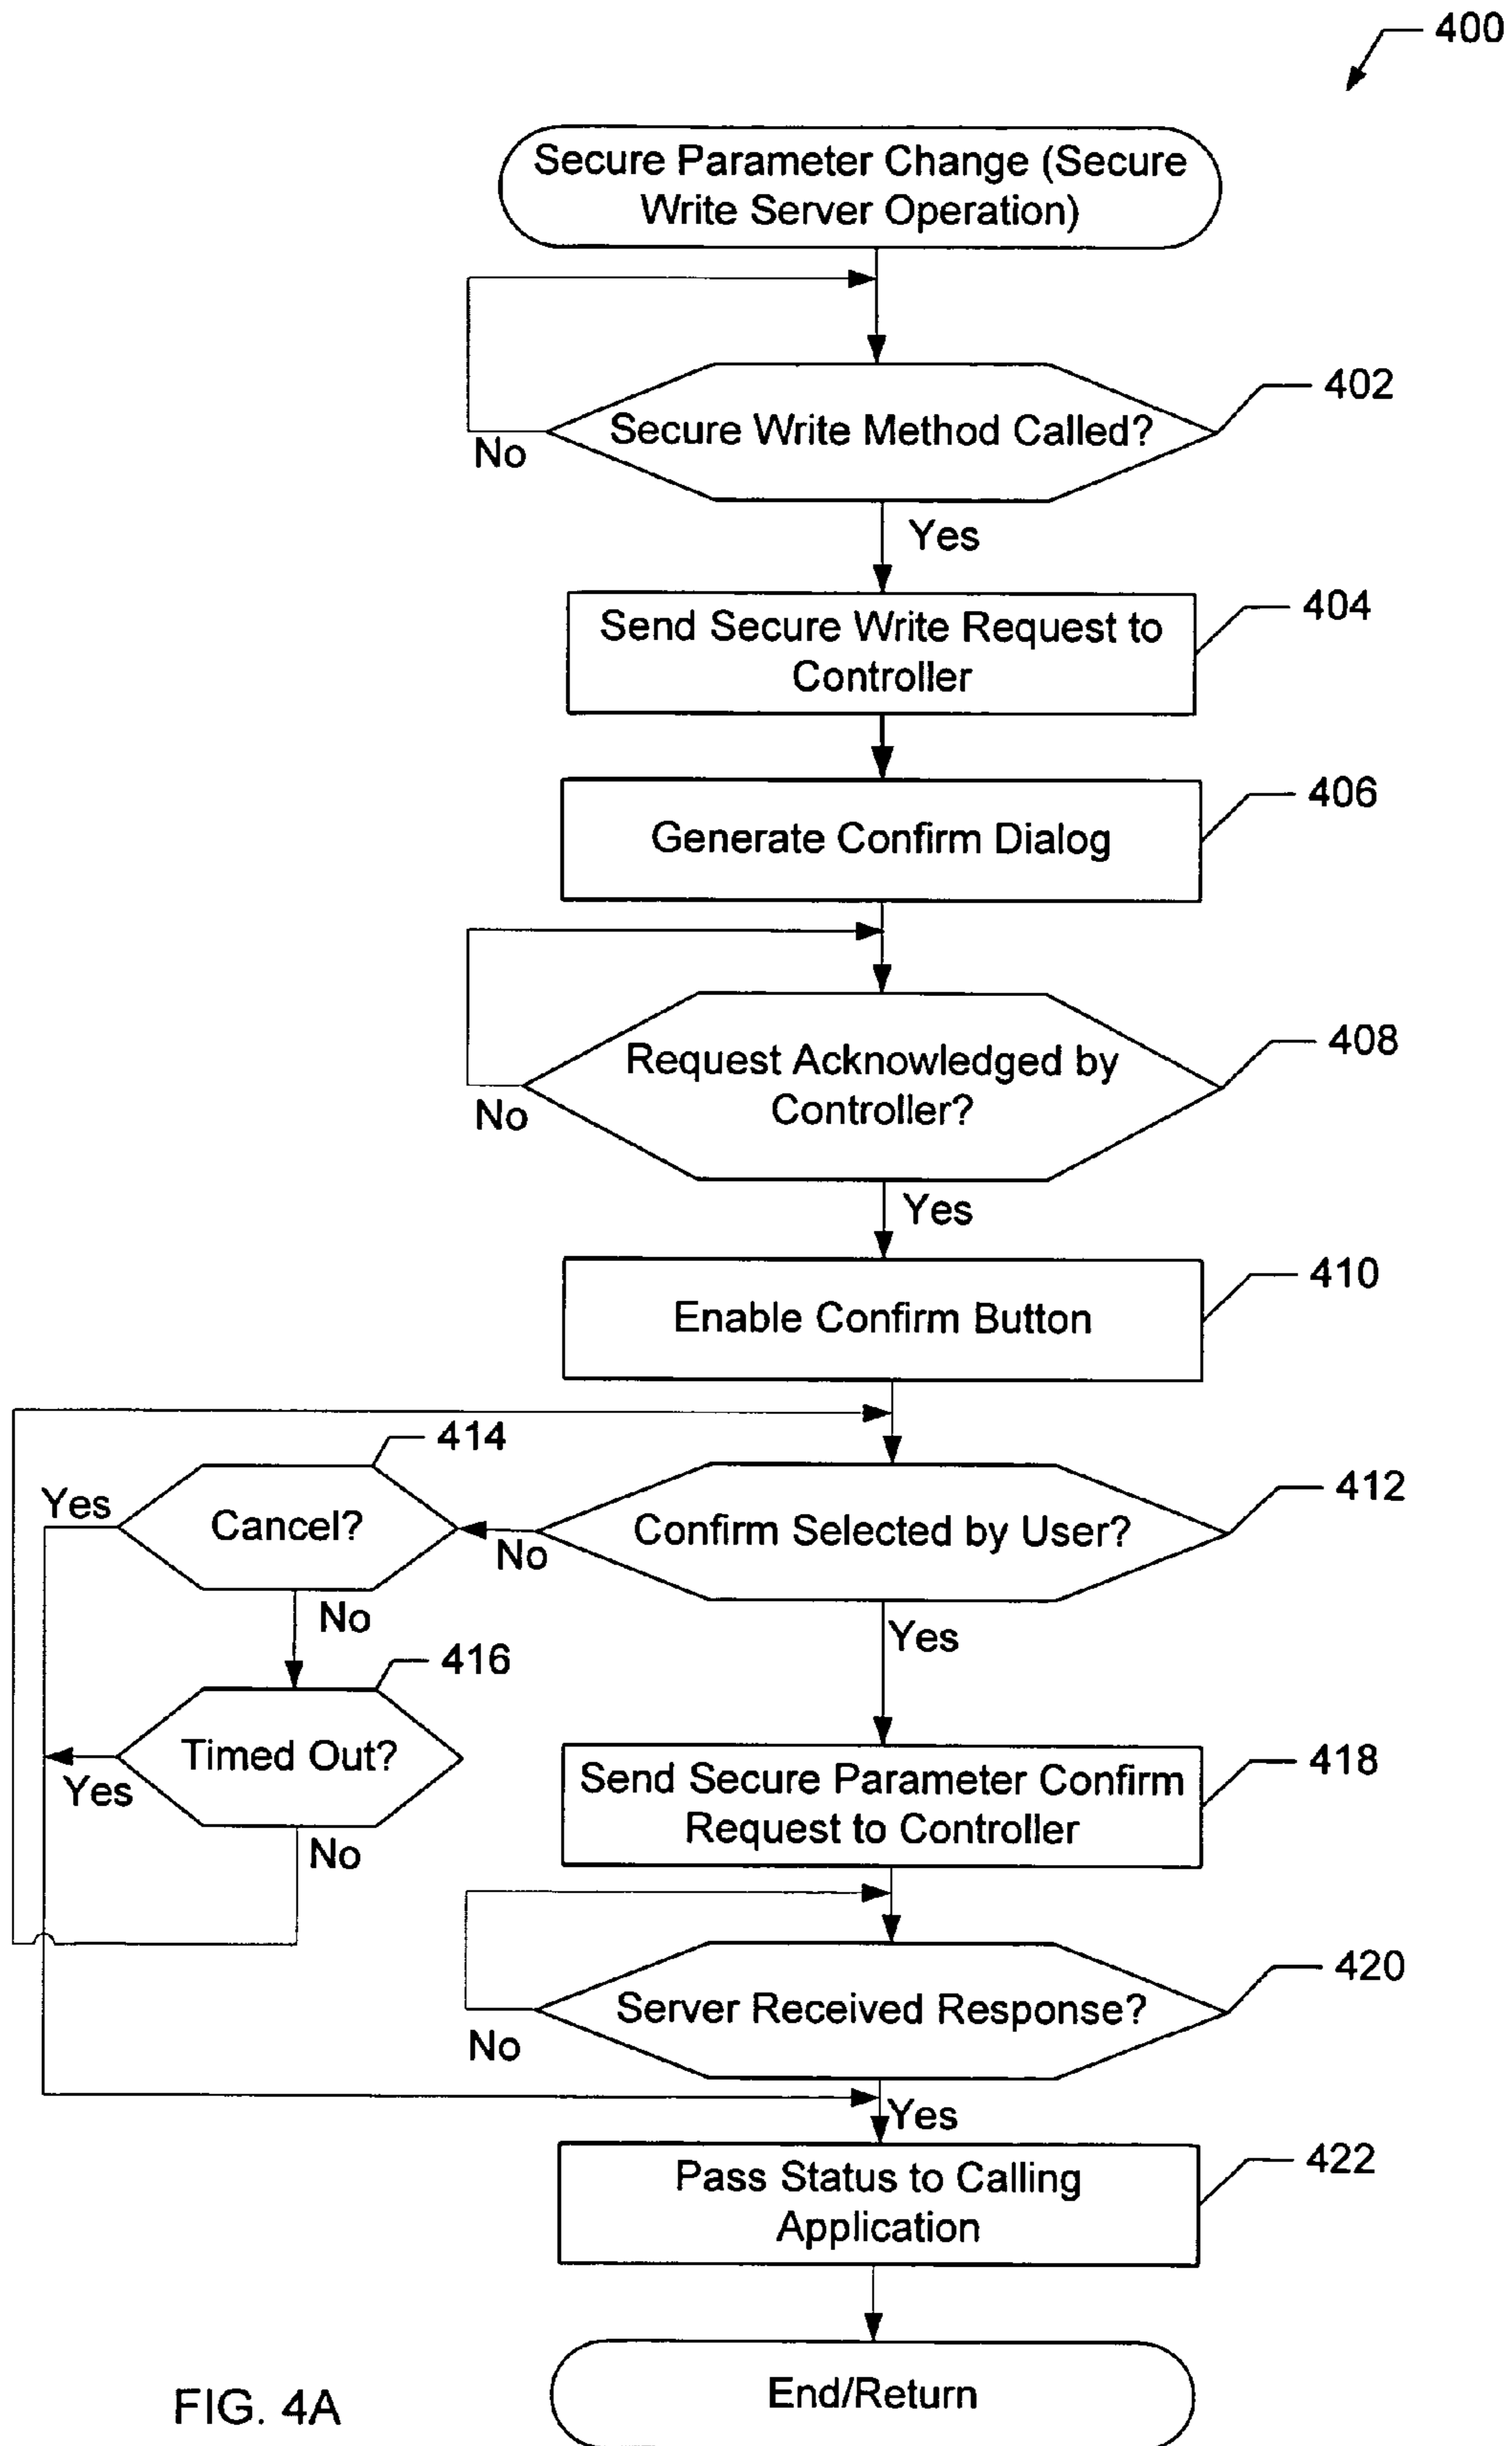 400
Secure Parameter Change (Secure
Write Server Operation)
402
Secure Write Method Called?
No
Yes
404
Send Secure Write Request to
Controller
406
Generate Confirm Dialog
408
Request Acknowledged by
Controller?
No
Yes
410
Enable Confirm Button
414
412
Yes
Cancel?
No
Confirm Selected by User?
No
Yes
416
Timed Out?
Yes
No
418
Send Secure Parameter Confirm
Request to Controller
420
Server Received Response?
No
Yes
422
Pass Status to Calling
Application
End/Return
FIG. 4A